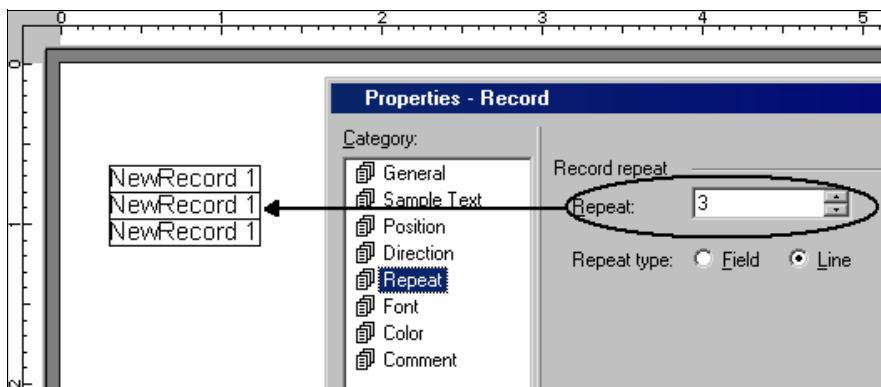 0 1 2 3 4 5
0
1
2
NewRecord 1
NewRecord 1
NewRecord 1
Properties - Record
Category:
General
Sample Text
Position
Direction
Repeat
Font
Color
Comment
Record repeat
Repeat: 3
Repeat type: Field Line